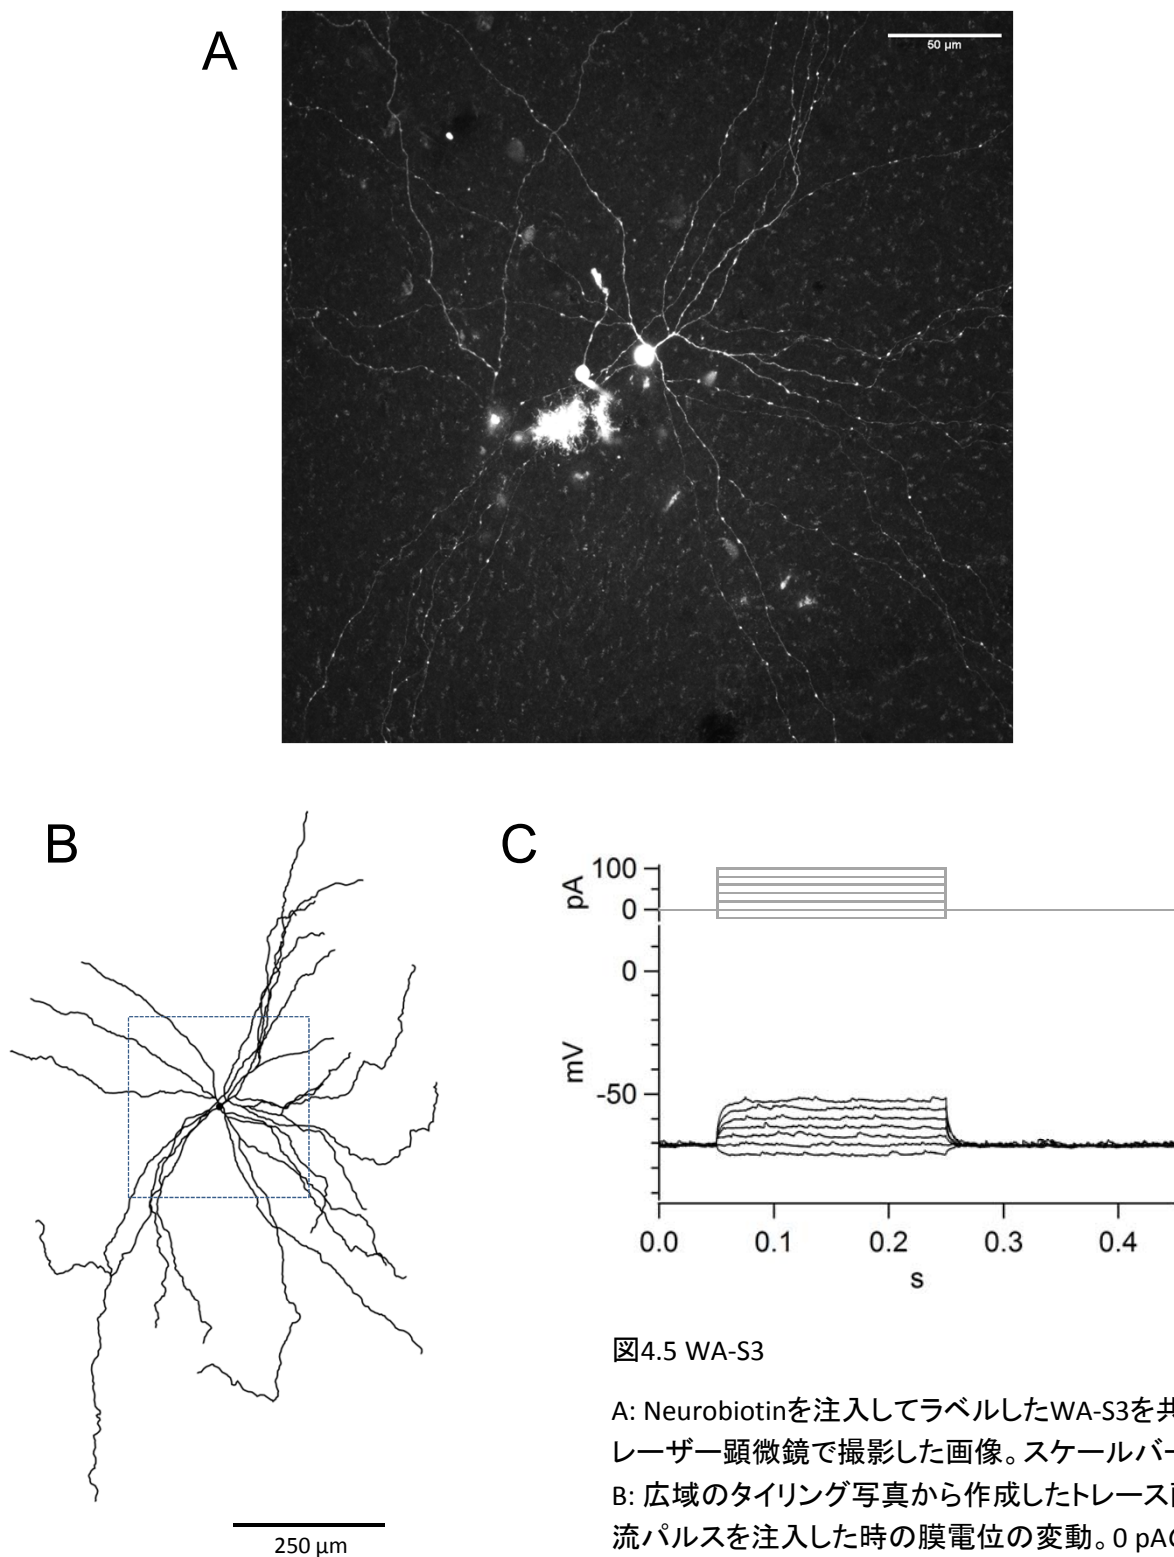 A
50 µm
B
C
100
0
pA
0
-50
mV
0.0 0.1 0.2 0.3 0.4
s
250 µm
図4.5 WA-S3
A: Neurobiotinを注入してラベルしたWA-S3を共
レーザー顕微鏡で撮影した画像。スケールバー
B: 広域のタイリング写真から作成したトレース
流パルスを注入した時の膜電位の変動。0 pA